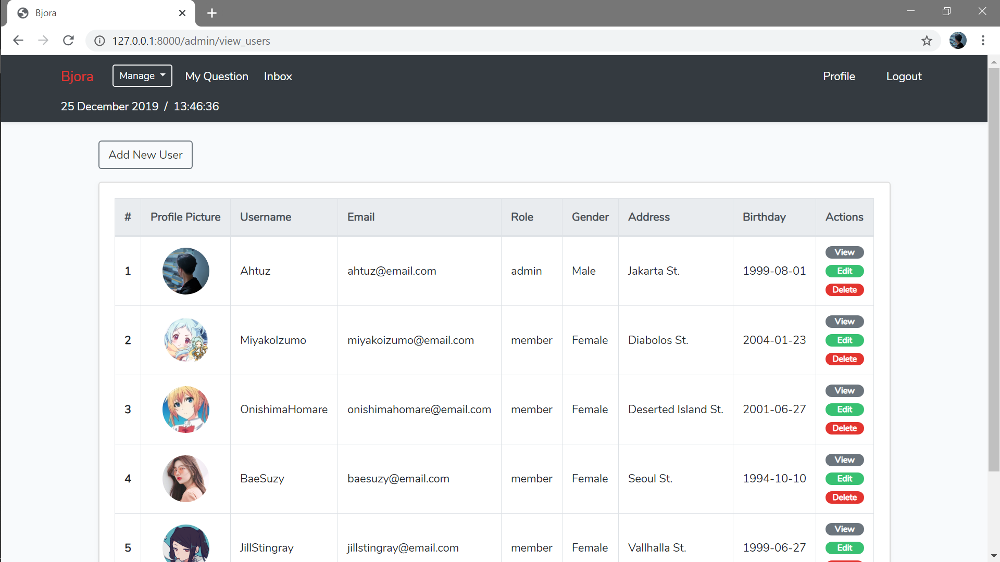 Bjora
127.0.0.1:8000/admin/view_users
Bjora Manage My Question Inbox Profile Logout
25 December 2019 / 13:46:36
Add New User
# Profile Picture Username Email Role Gender Address Birthday Actions
1 Ahtuz ahtuz@email.com admin Male Jakarta St. 1999-08-01 View Edit Delete
2 MiyakoIzumo miyakoizumo@email.com member Female Diabolos St. 2004-01-23 View Edit Delete
3 OnishimaHomare onishimahomare@email.com member Female Deserted Island St. 2001-06-27 View Edit Delete
4 BaeSuzy baesuzy@email.com member Female Seoul St. 1994-10-10 View Edit Delete
5 JillStingray jillstingray@email.com member Female Vallhalla St. 1999-06-27 View Edit